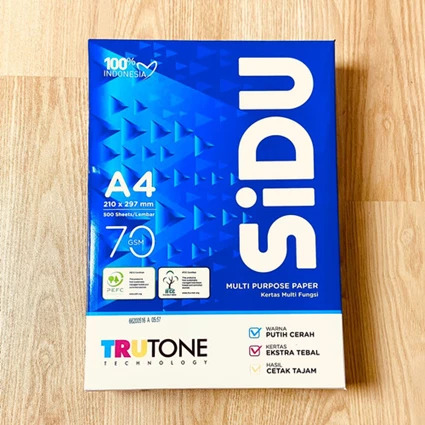 100%
INDONESIA
SiDU
A4
210 x 297 mm
500 Sheets/Lembar
70 GSM
MULTI PURPOSE PAPER
Kertas Multi Fungsi
PEFC
TRUTONE
TECHNOLOGY
WARNA
PUTIH CERAH
KERTAS
EKSTRA TEBAL
HASIL
CETAK TAJAM